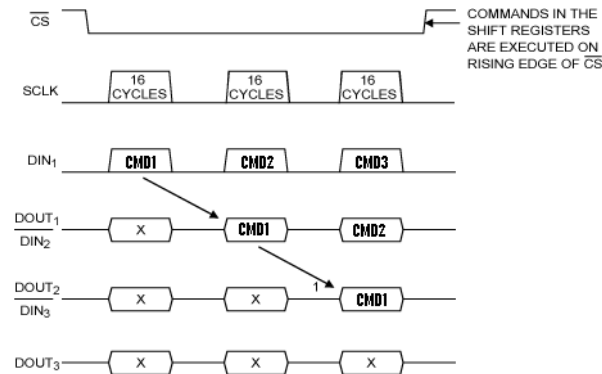 CS
COMMANDS IN THE
SHIFT REGISTERS
ARE EXECUTED ON
RISING EDGE OF CS
SCLK
16
CYCLES
16
CYCLES
16
CYCLES
DIN1
CMD1
CMD2
CMD3
DOUT1
DIN2
X
CMD1
CMD2
DOUT2
DIN3
X
X
1
CMD1
DOUT3
X
X
X